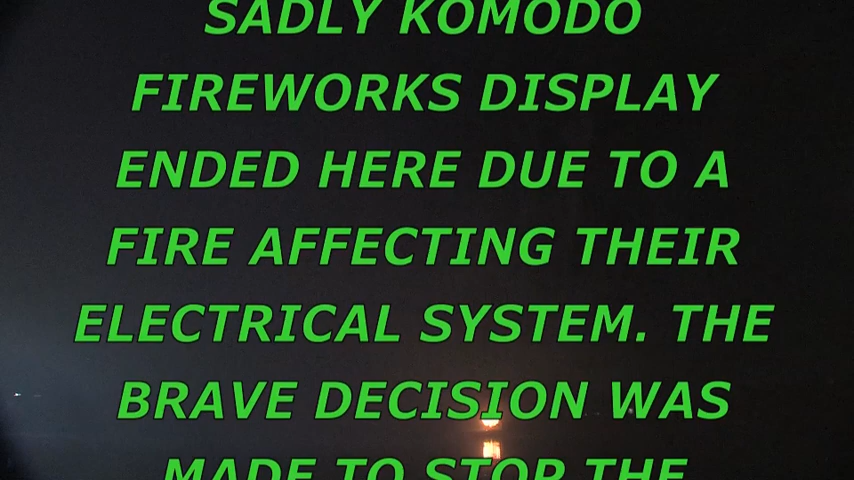 SADLY KOMODO
FIREWORKS DISPLAY
ENDED HERE DUE TO A
FIRE AFFECTING THEIR
ELECTRICAL SYSTEM. THE
BRAVE DECISION WAS
MADE TO STOP THE